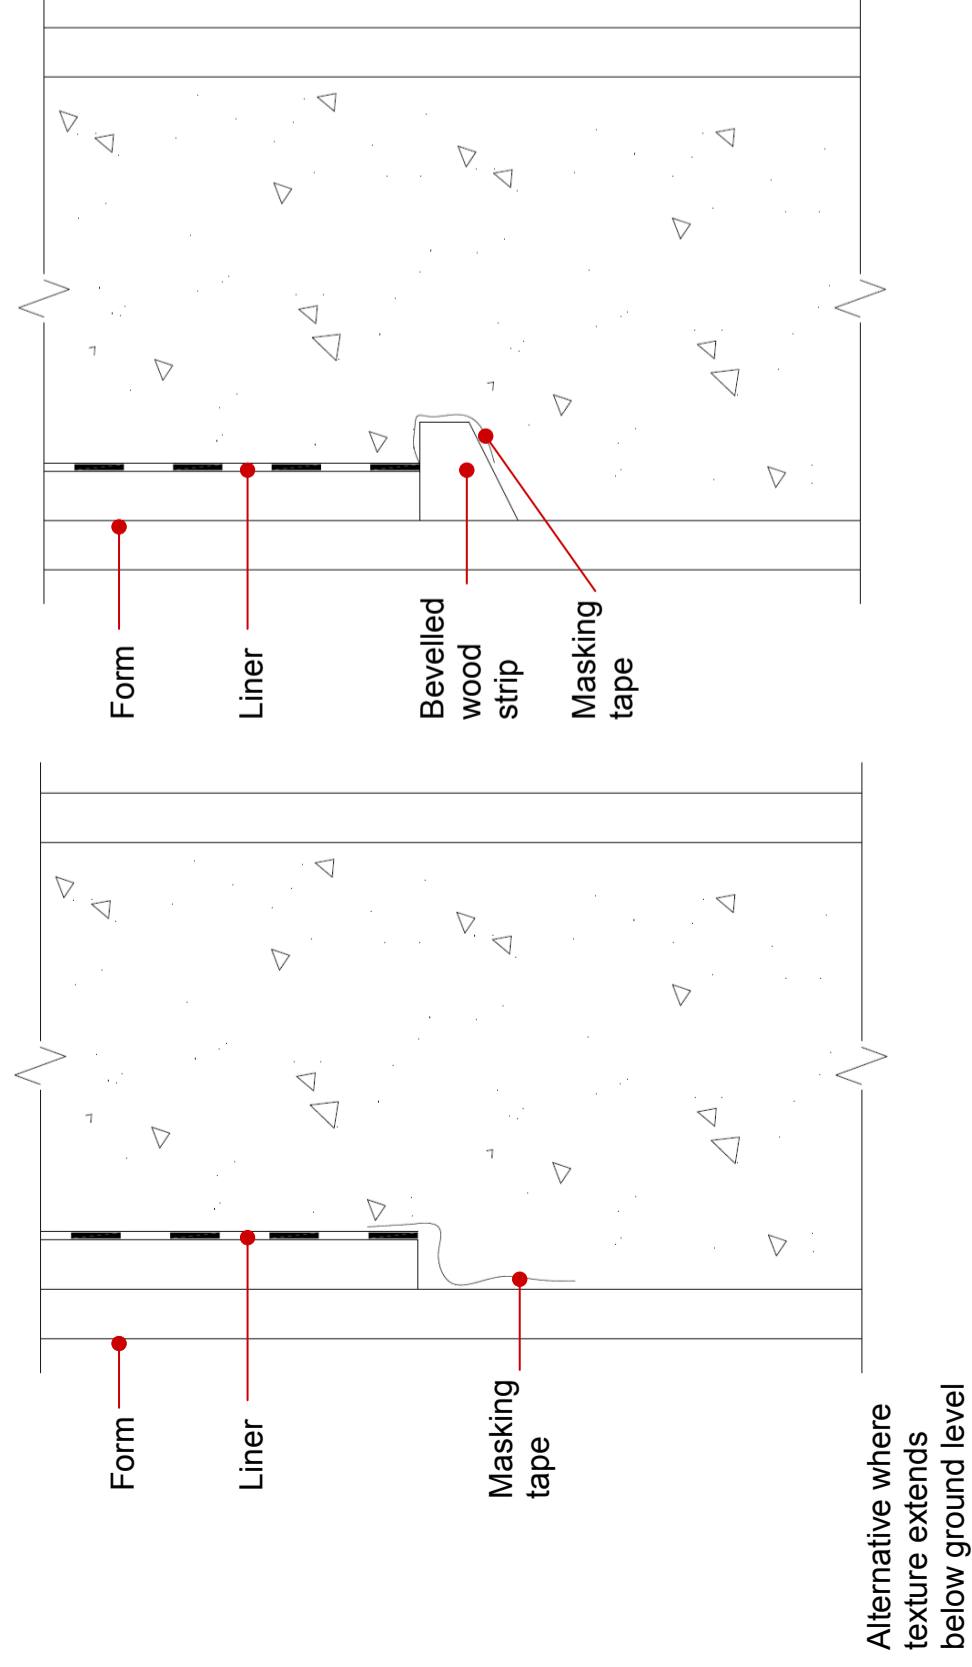 Form
Liner
Masking
tape
Alternative where
texture extends
below ground level
Form
Liner
Bevelled
wood
strip
Masking
tape